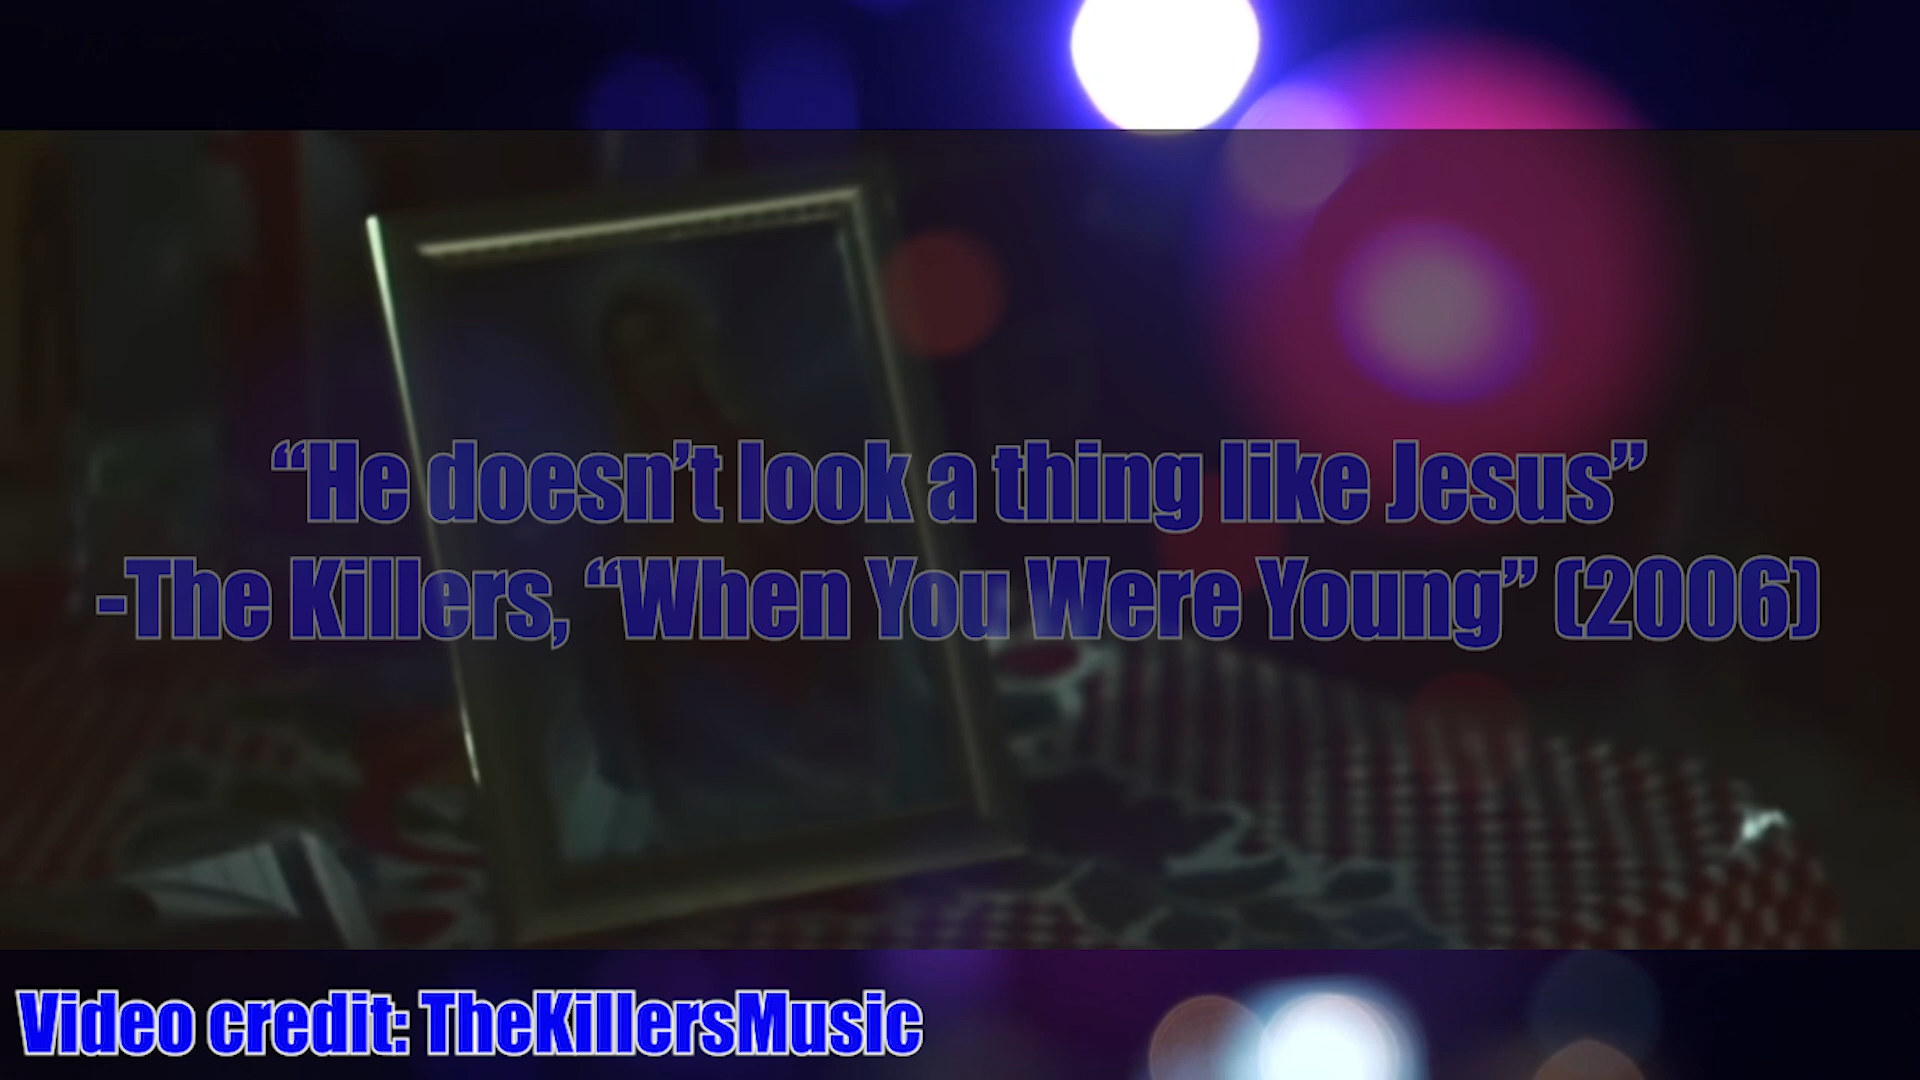 “He doesn’t look a thing like Jesus”
-The Killers, “When You Were Young” (2006)
Video credit: TheKillersMusic